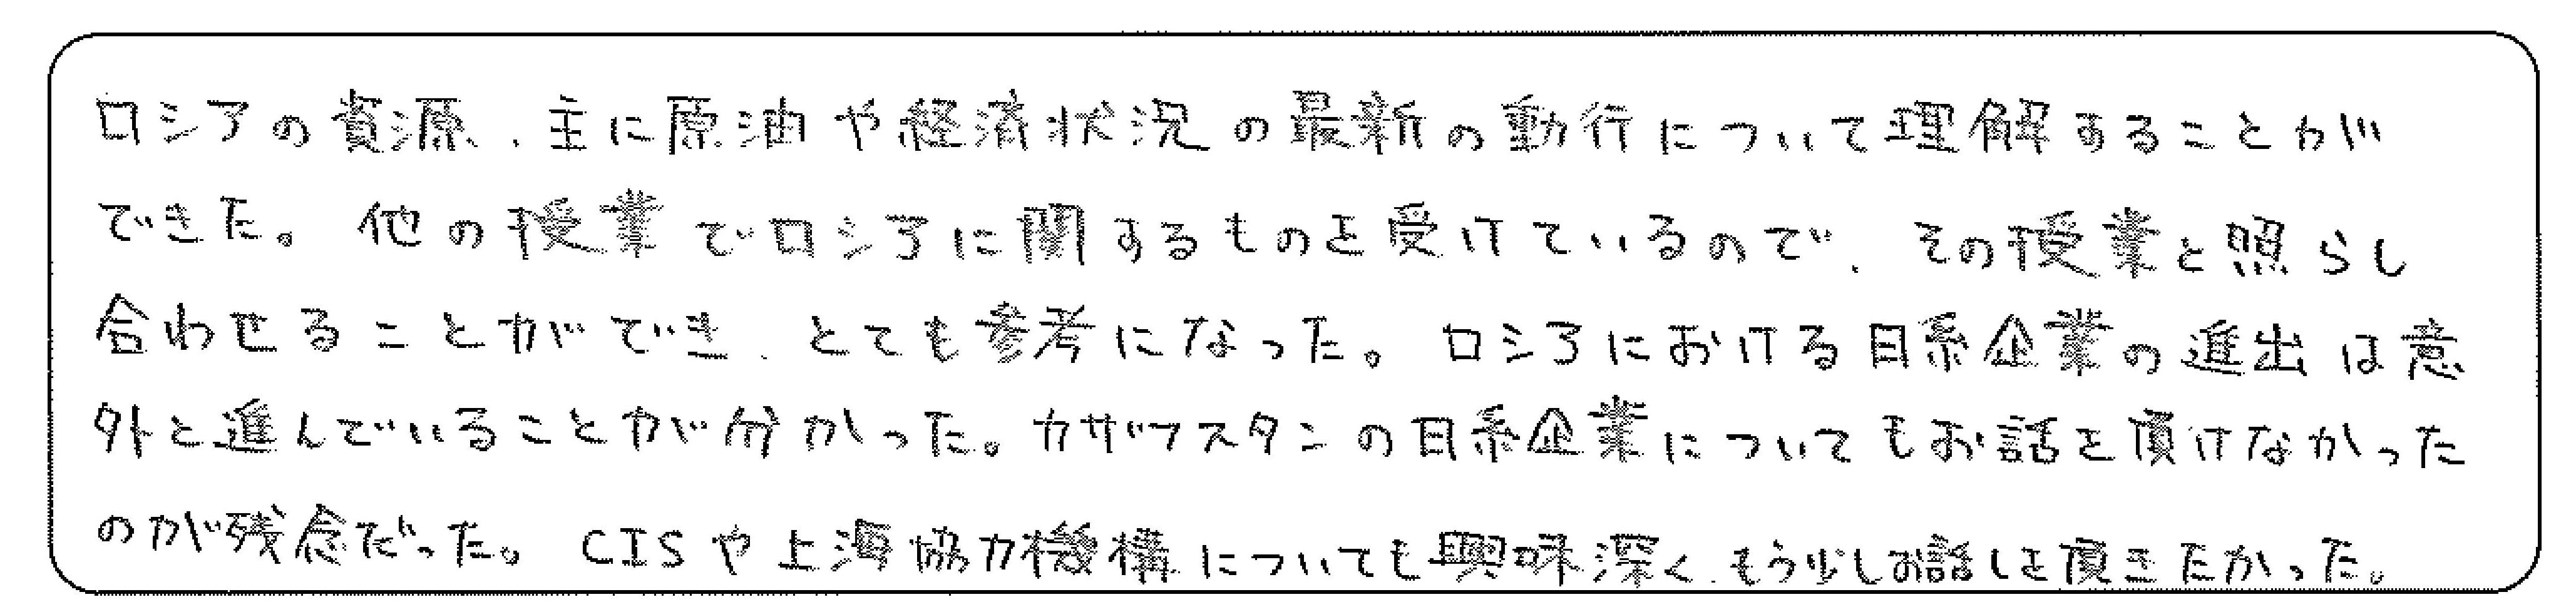 ロシアの資源、主に原油や経済状況の最新の動行について理解することが
できた。他の授業でロシアに関するものを受けているので、その授業と照らし
合わせることができ、とても参考になった。ロシアにおける日系企業の進出は意
外と進んでいることが分かった。カザフスタンの日系企業についてもお話を頂けなかった
のが残念だった。CISや上海協力機構についても興味深く、もう少しお話しを頂きたかった。